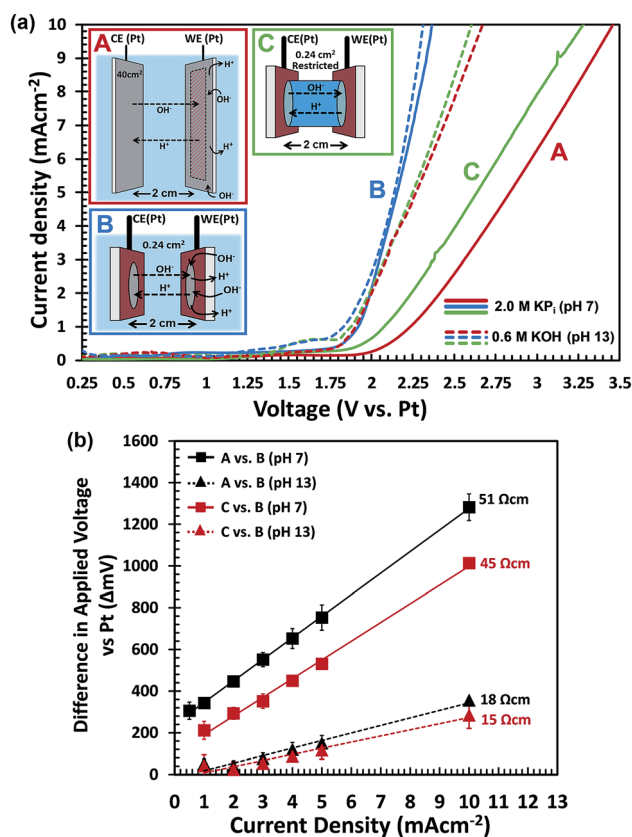 (a)
Current density (mAcm⁻²)
10
9
8
7
6
5
4
3
2
1
0
0.25
0.5
0.75
1
1.25
1.5
1.75
2
2.25
2.5
2.75
3
3.25
3.5
Voltage (V vs. Pt)
A
CE (Pt)
WE (Pt)
40cm²
H⁺
OH⁻
OH⁻
H⁺
H⁺
OH⁻
2 cm
B
CE(Pt)
WE(Pt)
0.24 cm²
OH⁻
H⁺
OH⁻
H⁺
H⁺
2 cm
C
CE(Pt)
WE(Pt)
0.24 cm²
Restricted
OH⁻
H⁺
2 cm
B
C
A
2.0 M KPᵢ (pH 7)
0.6 M KOH (pH 13)
(b)
Difference in Applied Voltage
vs Pt (ΔmV)
1600
1400
1200
1000
800
600
400
200
0
A vs. B (pH 7)
A vs. B (pH 13)
C vs. B (pH 7)
C vs. B (pH 13)
51 Ωcm
45 Ωcm
18 Ωcm
15 Ωcm
0 1 2 3 4 5 6 7 8 9 10 11 12 13
Current Density (mAcm⁻²)